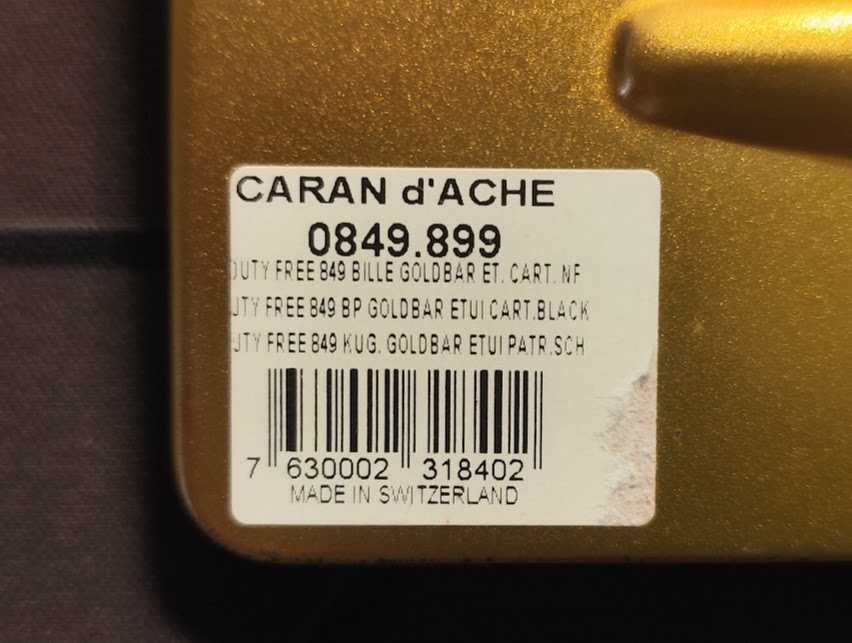 CARAN d'ACHE
0849.899
DUTY FREE 849 BILLE GOLDBAR ET. CART. NF
UTY FREE 849 BP GOLDBAR ETUI CART.BLACK
UTY FREE 849 KUG. GOLDBAR ETUI PATR.SCH
7 630002 318402
MADE IN SWITZERLAND